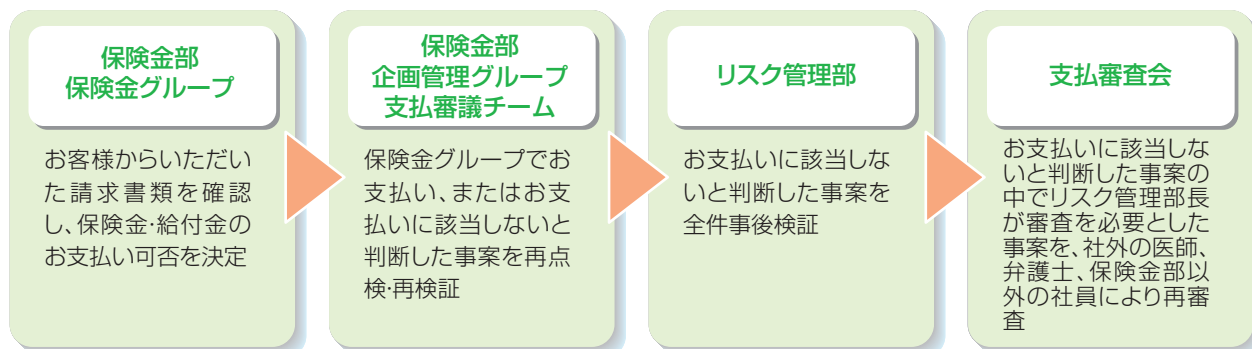 保険金部
保険金グループ
お客様からいただい
た請求書類を確認
し、保険金・給付金の
お支払い可否を決定
保険金部
企画管理グループ
支払審議チーム
保険金グループでお
支払い、またはお支
払いに該当しないと
判断した事案を再点
検・再検証
リスク管理部
お支払いに該当しな
いと判断した事案を
全件事後検証
支払審査会
お支払いに該当しな
いと判断した事案の
中でリスク管理部長
が審査を必要とした
事案を、社外の医師、
弁護士、保険金部以
外の社員により再審
査